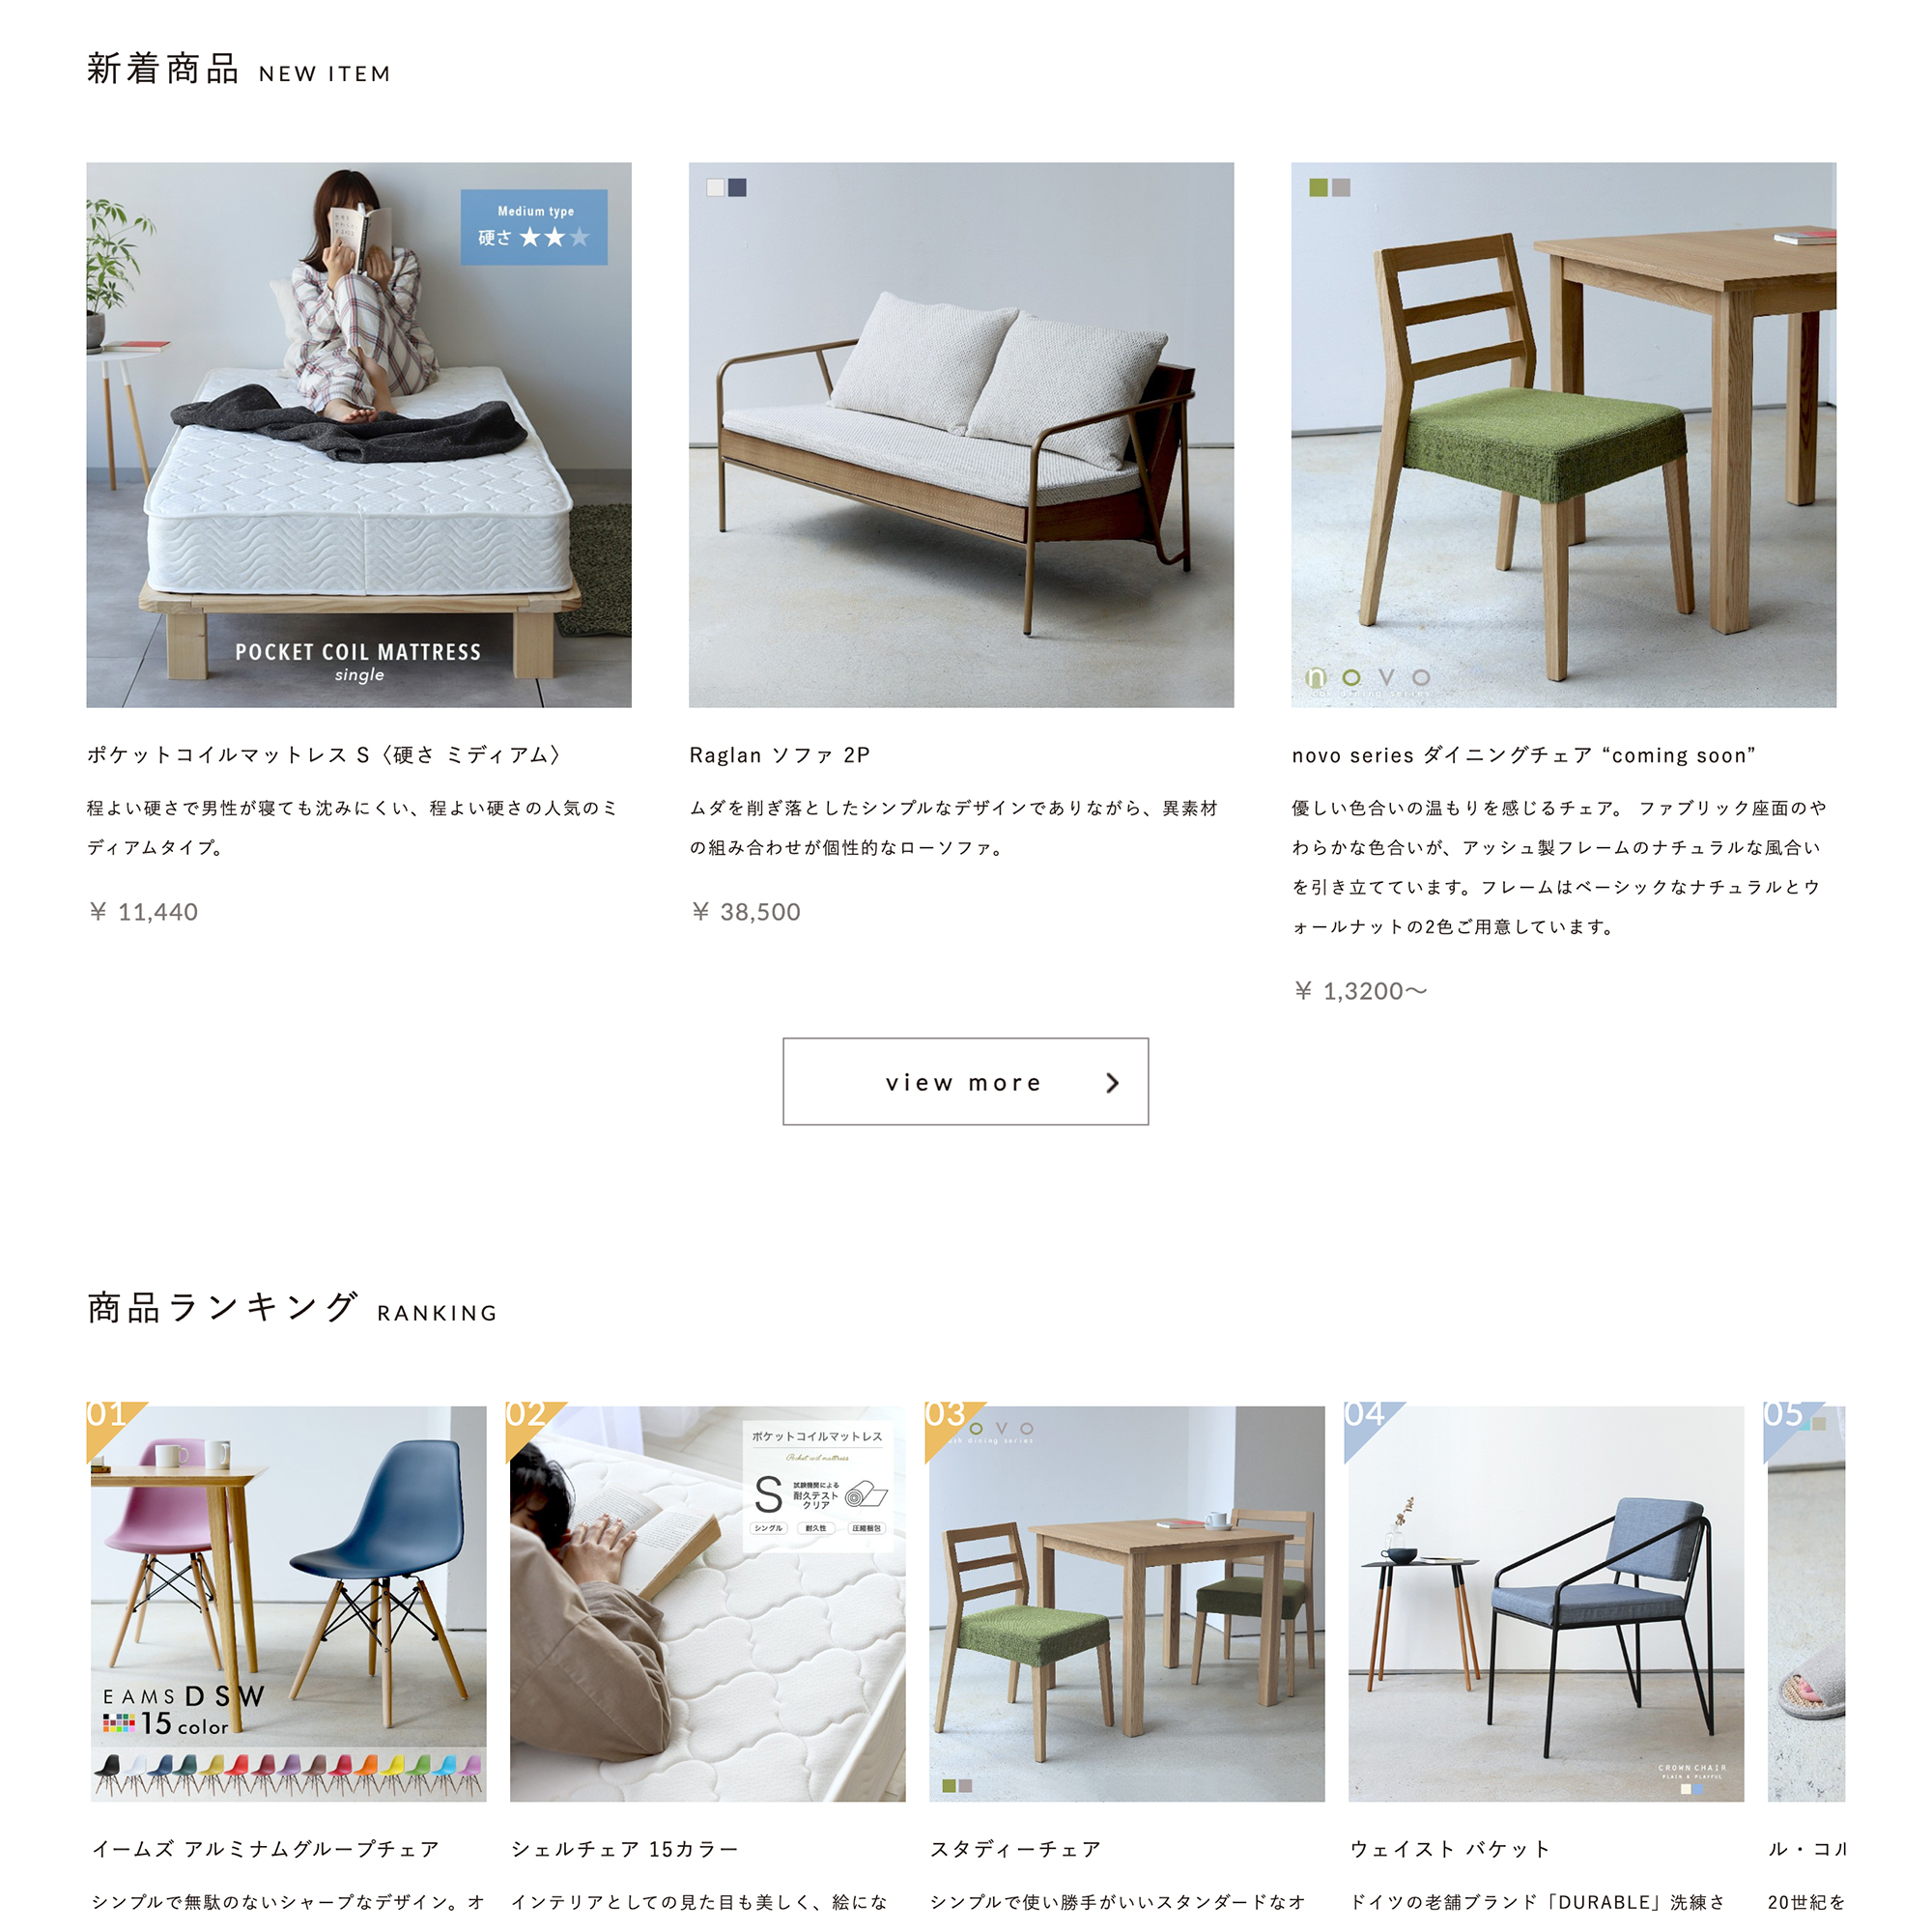 新着商品 NEW ITEM
Medium type
硬さ ★★★
POCKET COIL MATTRESS
single
novo
ポケットコイルマットレス S〈硬さ ミディアム〉
程よい硬さで男性が寝ても沈みにくい、程よい硬さの人気のミ
ディアムタイプ。
¥ 11,440
Raglan ソファ 2P
ムダを削ぎ落としたシンプルなデザインでありながら、異素材
の組み合わせが個性的なローソファ。
¥ 38,500
novo series ダイニングチェア “coming soon”
優しい色合いの温もりを感じるチェア。 ファブリック座面のや
わらかな色合いが、アッシュ製フレームのナチュラルな風合い
を引き立てています。フレームはベーシックなナチュラルとウ
ォールナットの2色ご用意しています。
¥ 1,3200〜
view more
商品ランキング RANKING
01
EAMS DSW
15 color
イームズ アルミナムグループチェア
シンプルで無駄のないシャープなデザイン。オ
02
ポケットコイルマットレス
Pocket coil mattress
S
試験機関による
耐久テスト
クリア
シングル 耐久性 圧縮梱包
シェルチェア 15カラー
インテリアとしての見た目も美しく、絵にな
03
ovo
ash dining series
スタディーチェア
シンプルで使い勝手がいいスタンダードなオ
04
CROWN CHAIR
PLAIN & PLAYFUL
ウェイスト バケット
ドイツの老舗ブランド「DURABLE」洗練さ
05
ル・コル
20世紀を